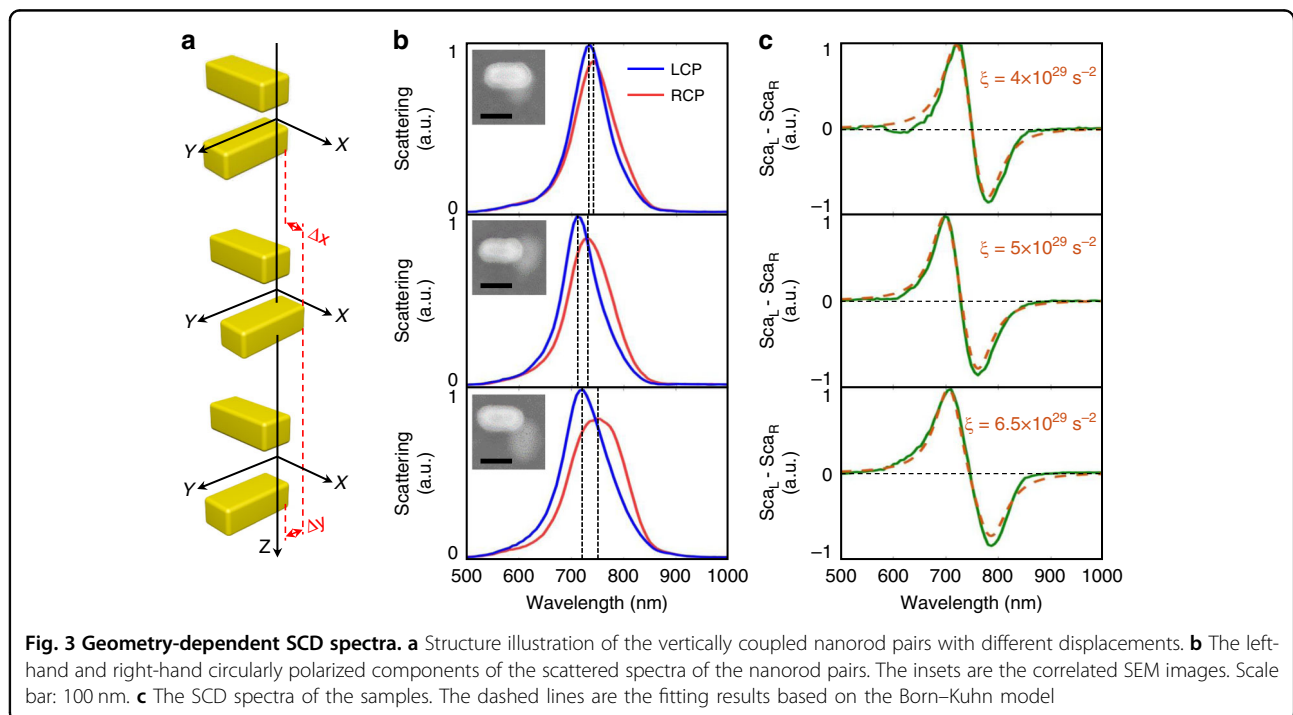 a
Y
X
Δx
Y
X
Y
X
Δy
Z
b
1
LCP
RCP
Scattering
(a.u.)
0
1
Scattering
(a.u.)
0
1
Scattering
(a.u.)
0
500 600 700 800 900 1000
Wavelength (nm)
c
1
ξ = 4×10²⁹ s⁻²
Sca_L - Sca_R
(a.u.)
0
−1
1
ξ = 5×10²⁹ s⁻²
Sca_L - Sca_R
(a.u.)
0
−1
1
ξ = 6.5×10²⁹ s⁻²
Sca_L - Sca_R
(a.u.)
0
−1
500 600 700 800 900 1000
Wavelength (nm)
Fig. 3 Geometry-dependent SCD spectra. a Structure illustration of the vertically coupled nanorod pairs with different displacements. b The left-
hand and right-hand circularly polarized components of the scattered spectra of the nanorod pairs. The insets are the correlated SEM images. Scale
bar: 100 nm. c The SCD spectra of the samples. The dashed lines are the fitting results based on the Born–Kuhn model